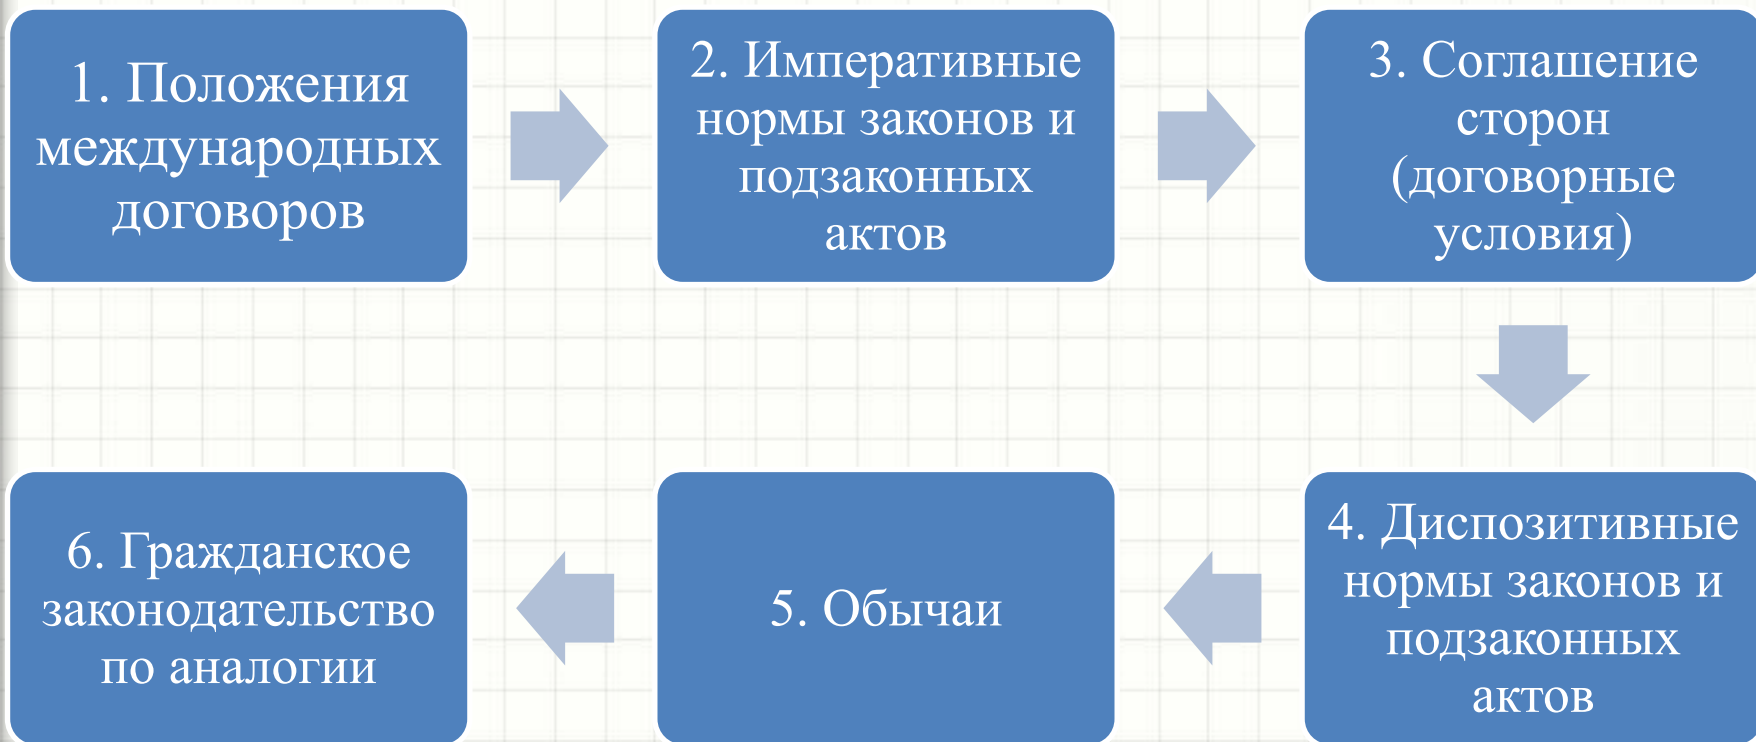 1. Положения
международных
договоров
2. Императивные
нормы законов и
подзаконных
актов
3. Соглашение
сторон
(договорные
условия)
4. Диспозитивные
нормы законов и
подзаконных
актов
5. Обычаи
6. Гражданское
законодательство
по аналогии